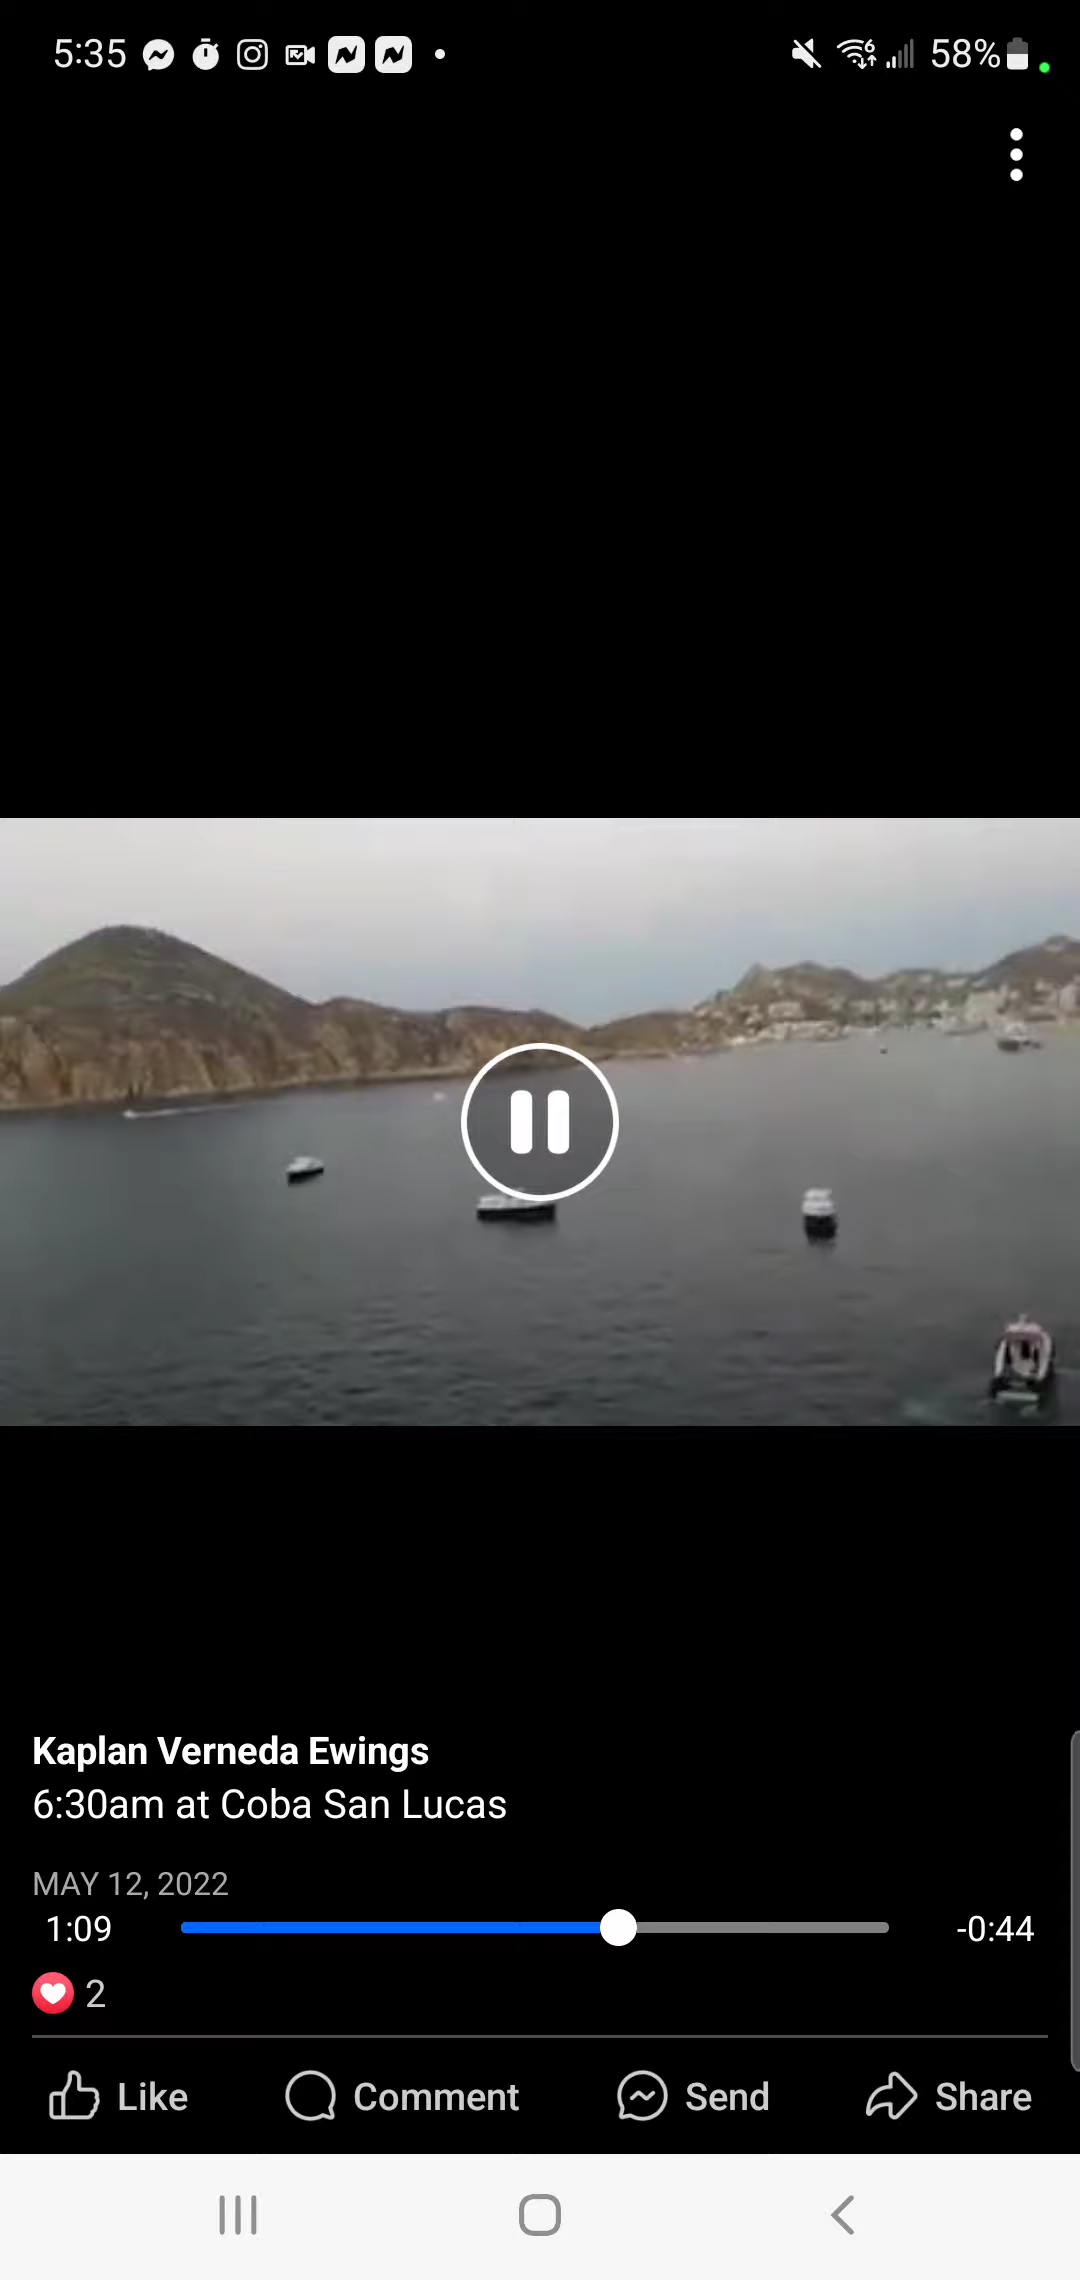 5:35
58%
Kaplan Verneda Ewings
6:30am at Coba San Lucas
MAY 12, 2022
1:09
-0:44
2
Like
Comment
Send
Share